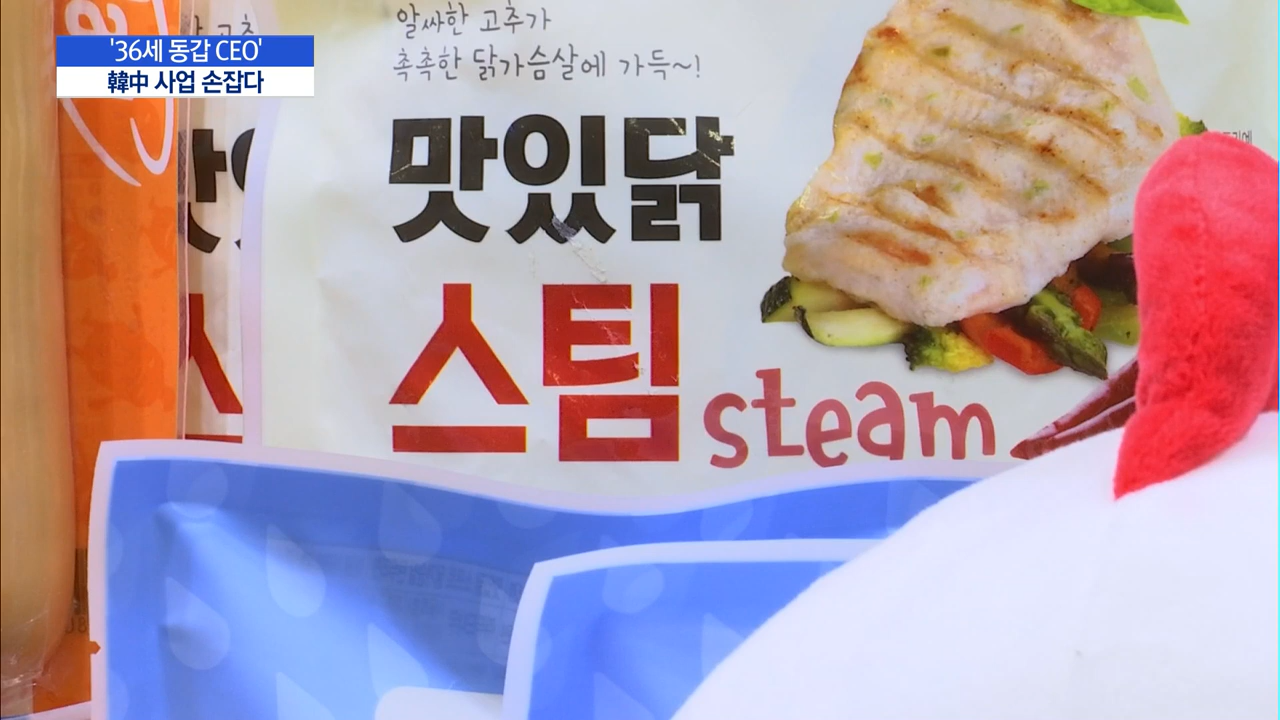 '36세 동갑 CEO'
韓中 사업 손잡다
알싸한 고추가
촉촉한 닭가슴살에 가득~!
맛있닭
스팀 steam